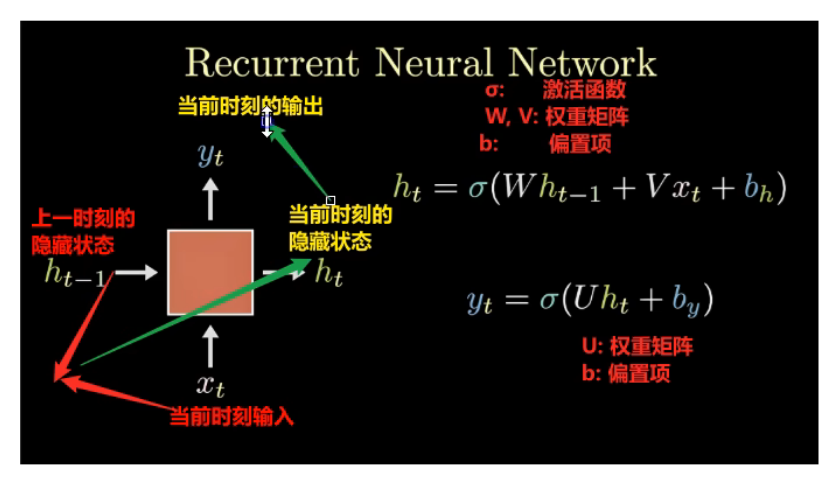 Recurrent Neural Network
当前时刻的输出
σ: 激活函数
W, V: 权重矩阵
b: 偏置项
y_t
h_t = σ(Wh_{t-1} + Vx_t + b_h)
上一时刻的
隐藏状态
当前时刻的
隐藏状态
h_{t-1}
h_t
y_t = σ(Uh_t + b_y)
U: 权重矩阵
b: 偏置项
x_t
当前时刻输入